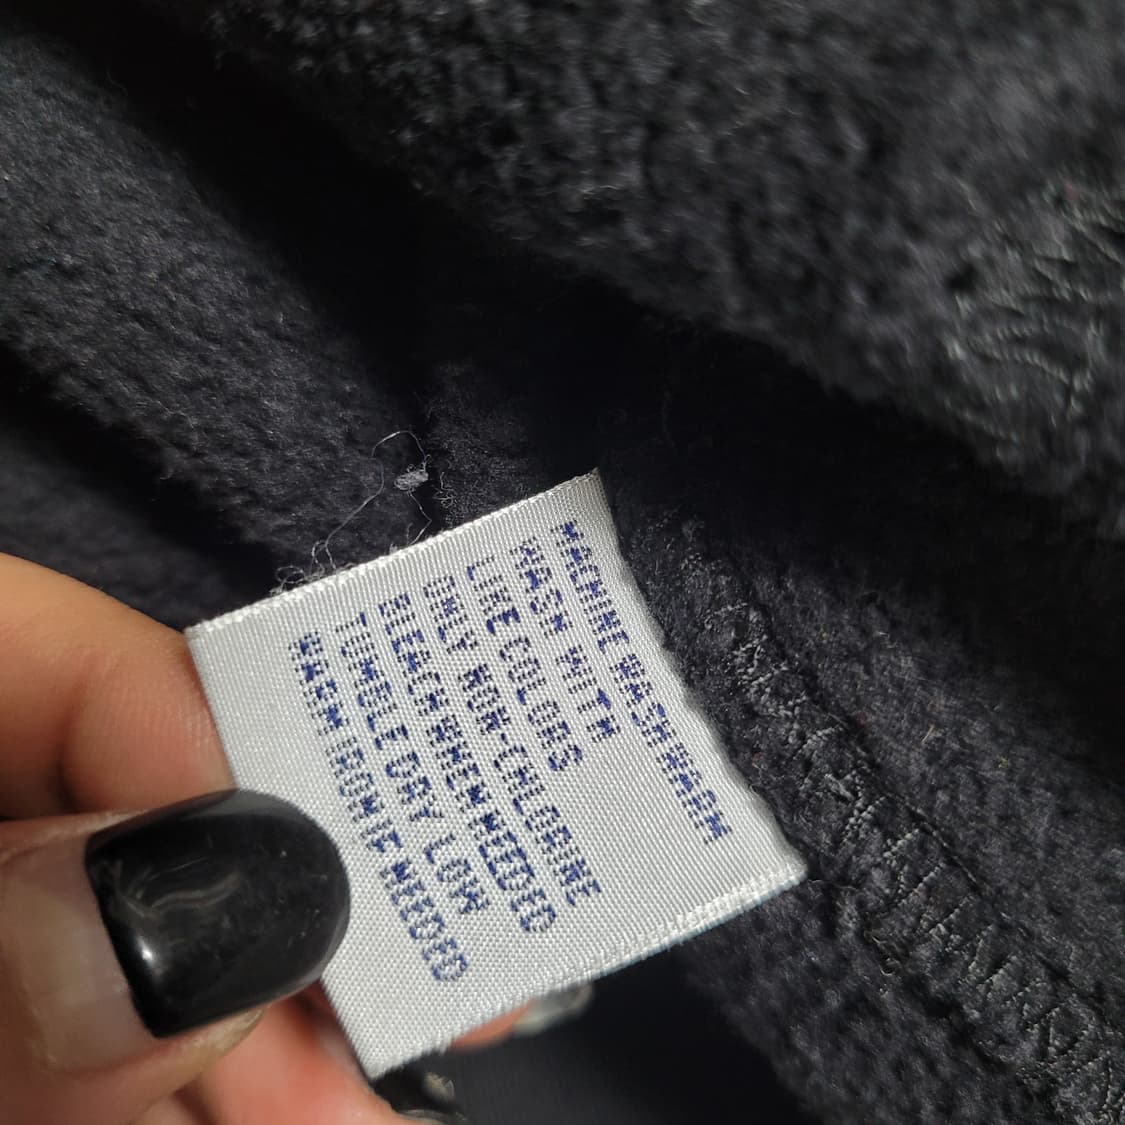 MACHINE WASH WARM
WASH WITH
LIKE COLORS
ONLY NON-CHLORINE
BLEACH WHEN NEEDED
TUMBLE DRY LOW
WARM IRON IF NEEDED